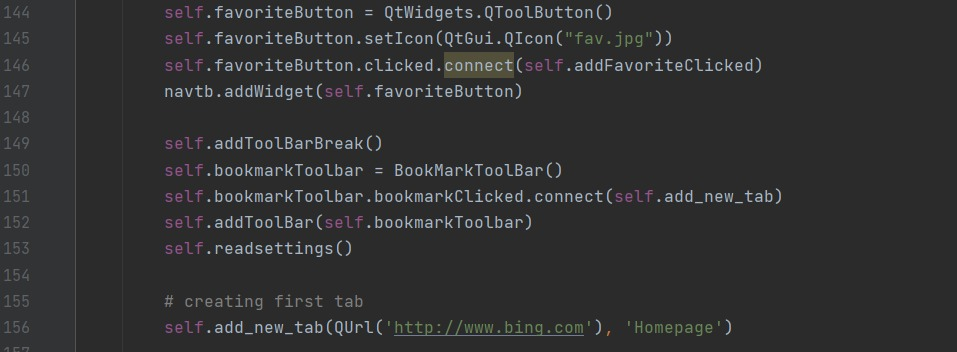 144 self.favoriteButton = QtWidgets.QToolButton()
145 self.favoriteButton.setIcon(QtGui.QIcon("fav.jpg"))
146 self.favoriteButton.clicked.connect(self.addFavoriteClicked)
147 navtb.addWidget(self.favoriteButton)
148
149 self.addToolBarBreak()
150 self.bookmarkToolbar = BookMarkToolBar()
151 self.bookmarkToolbar.bookmarkClicked.connect(self.add_new_tab)
152 self.addToolBar(self.bookmarkToolbar)
153 self.readsettings()
154
155 # creating first tab
156 self.add_new_tab(QUrl('http://www.bing.com'), 'Homepage')
157